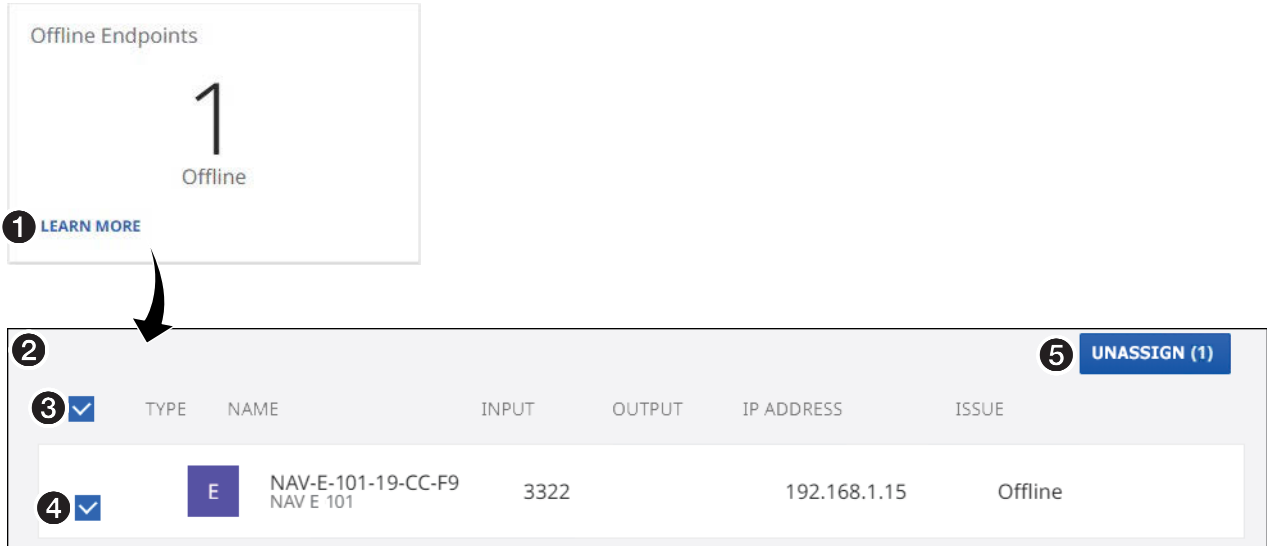 Offline Endpoints
1
Offline
1 LEARN MORE
2
5 UNASSIGN (1)
3 TYPE NAME INPUT OUTPUT IP ADDRESS ISSUE
4 E NAV-E-101-19-CC-F9 3322 192.168.1.15 Offline
NAV E 101